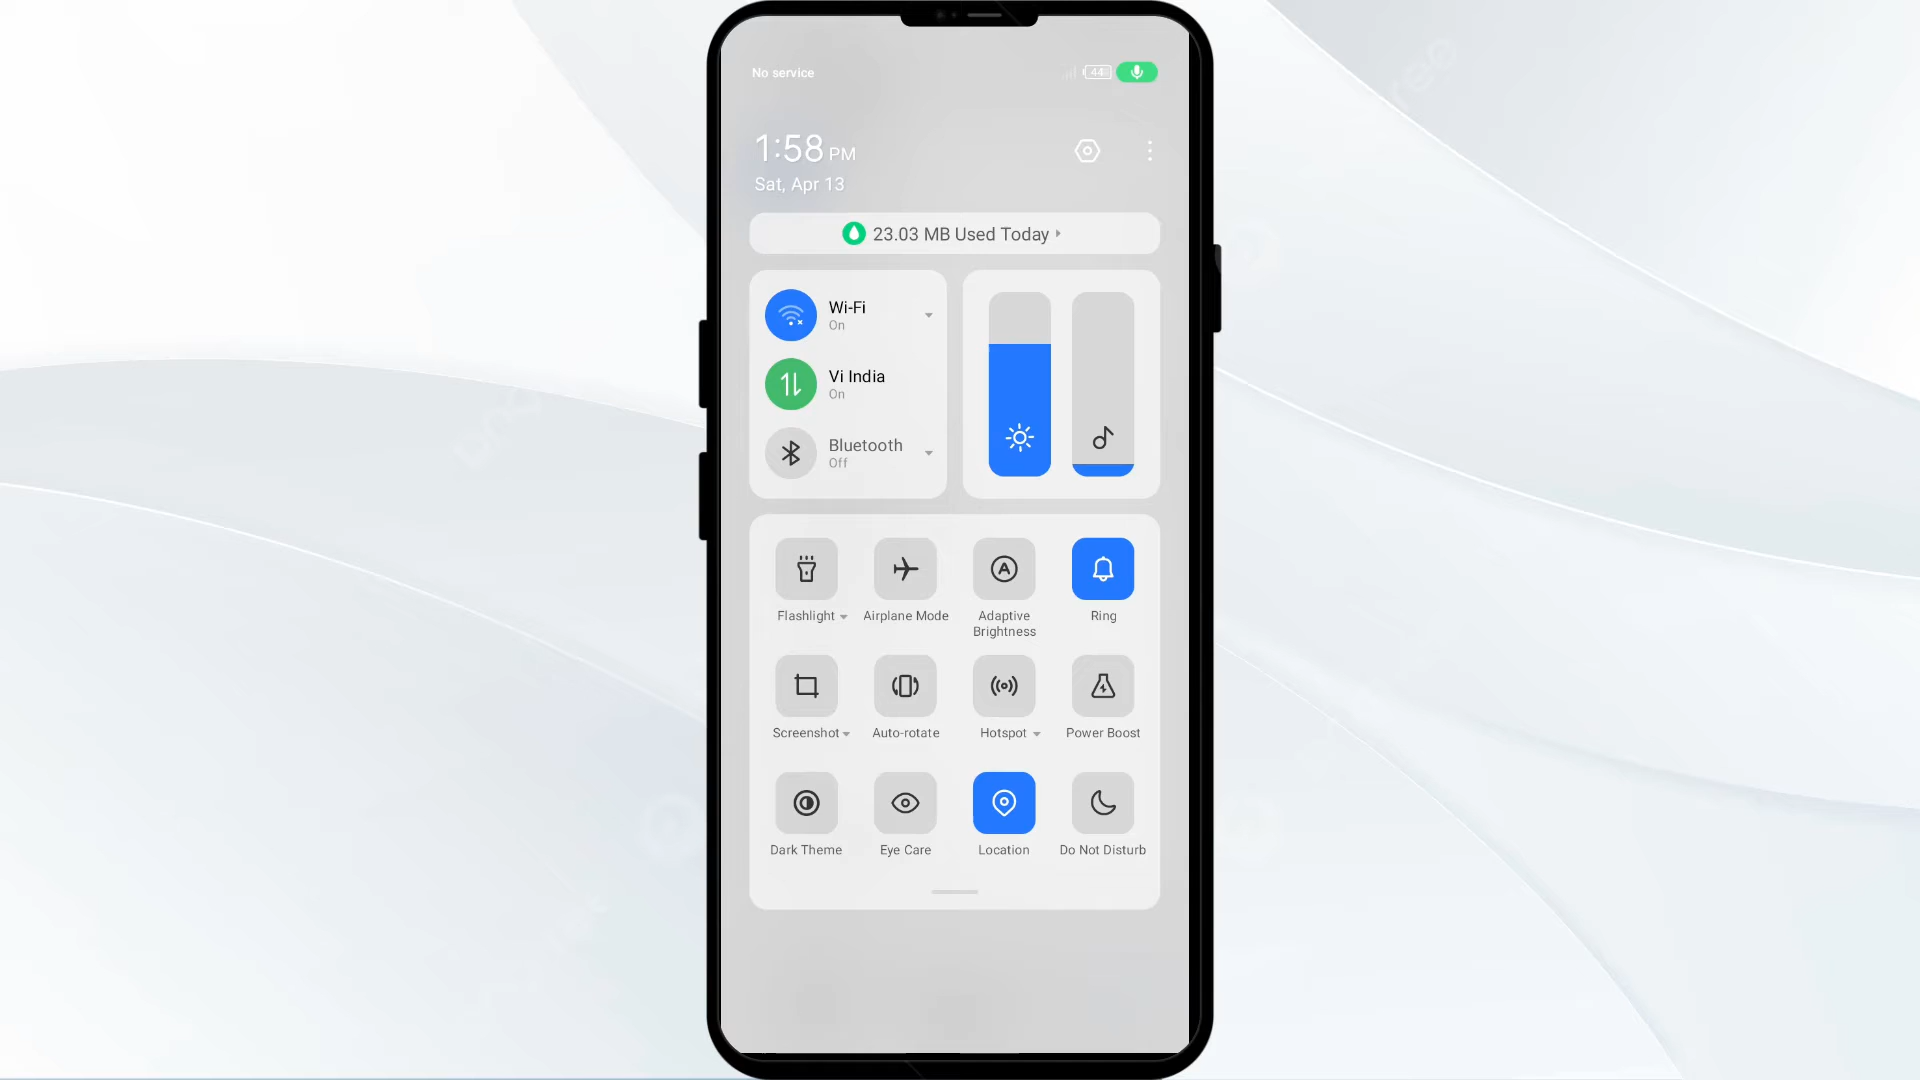 No service
44
1:58 PM
Sat, Apr 13
23.03 MB Used Today
Wi-Fi
On
Vi India
On
Bluetooth
Off
Flashlight
Airplane Mode
Adaptive
Brightness
Ring
Screenshot
Auto-rotate
Hotspot
Power Boost
Dark Theme
Eye Care
Location
Do Not Disturb